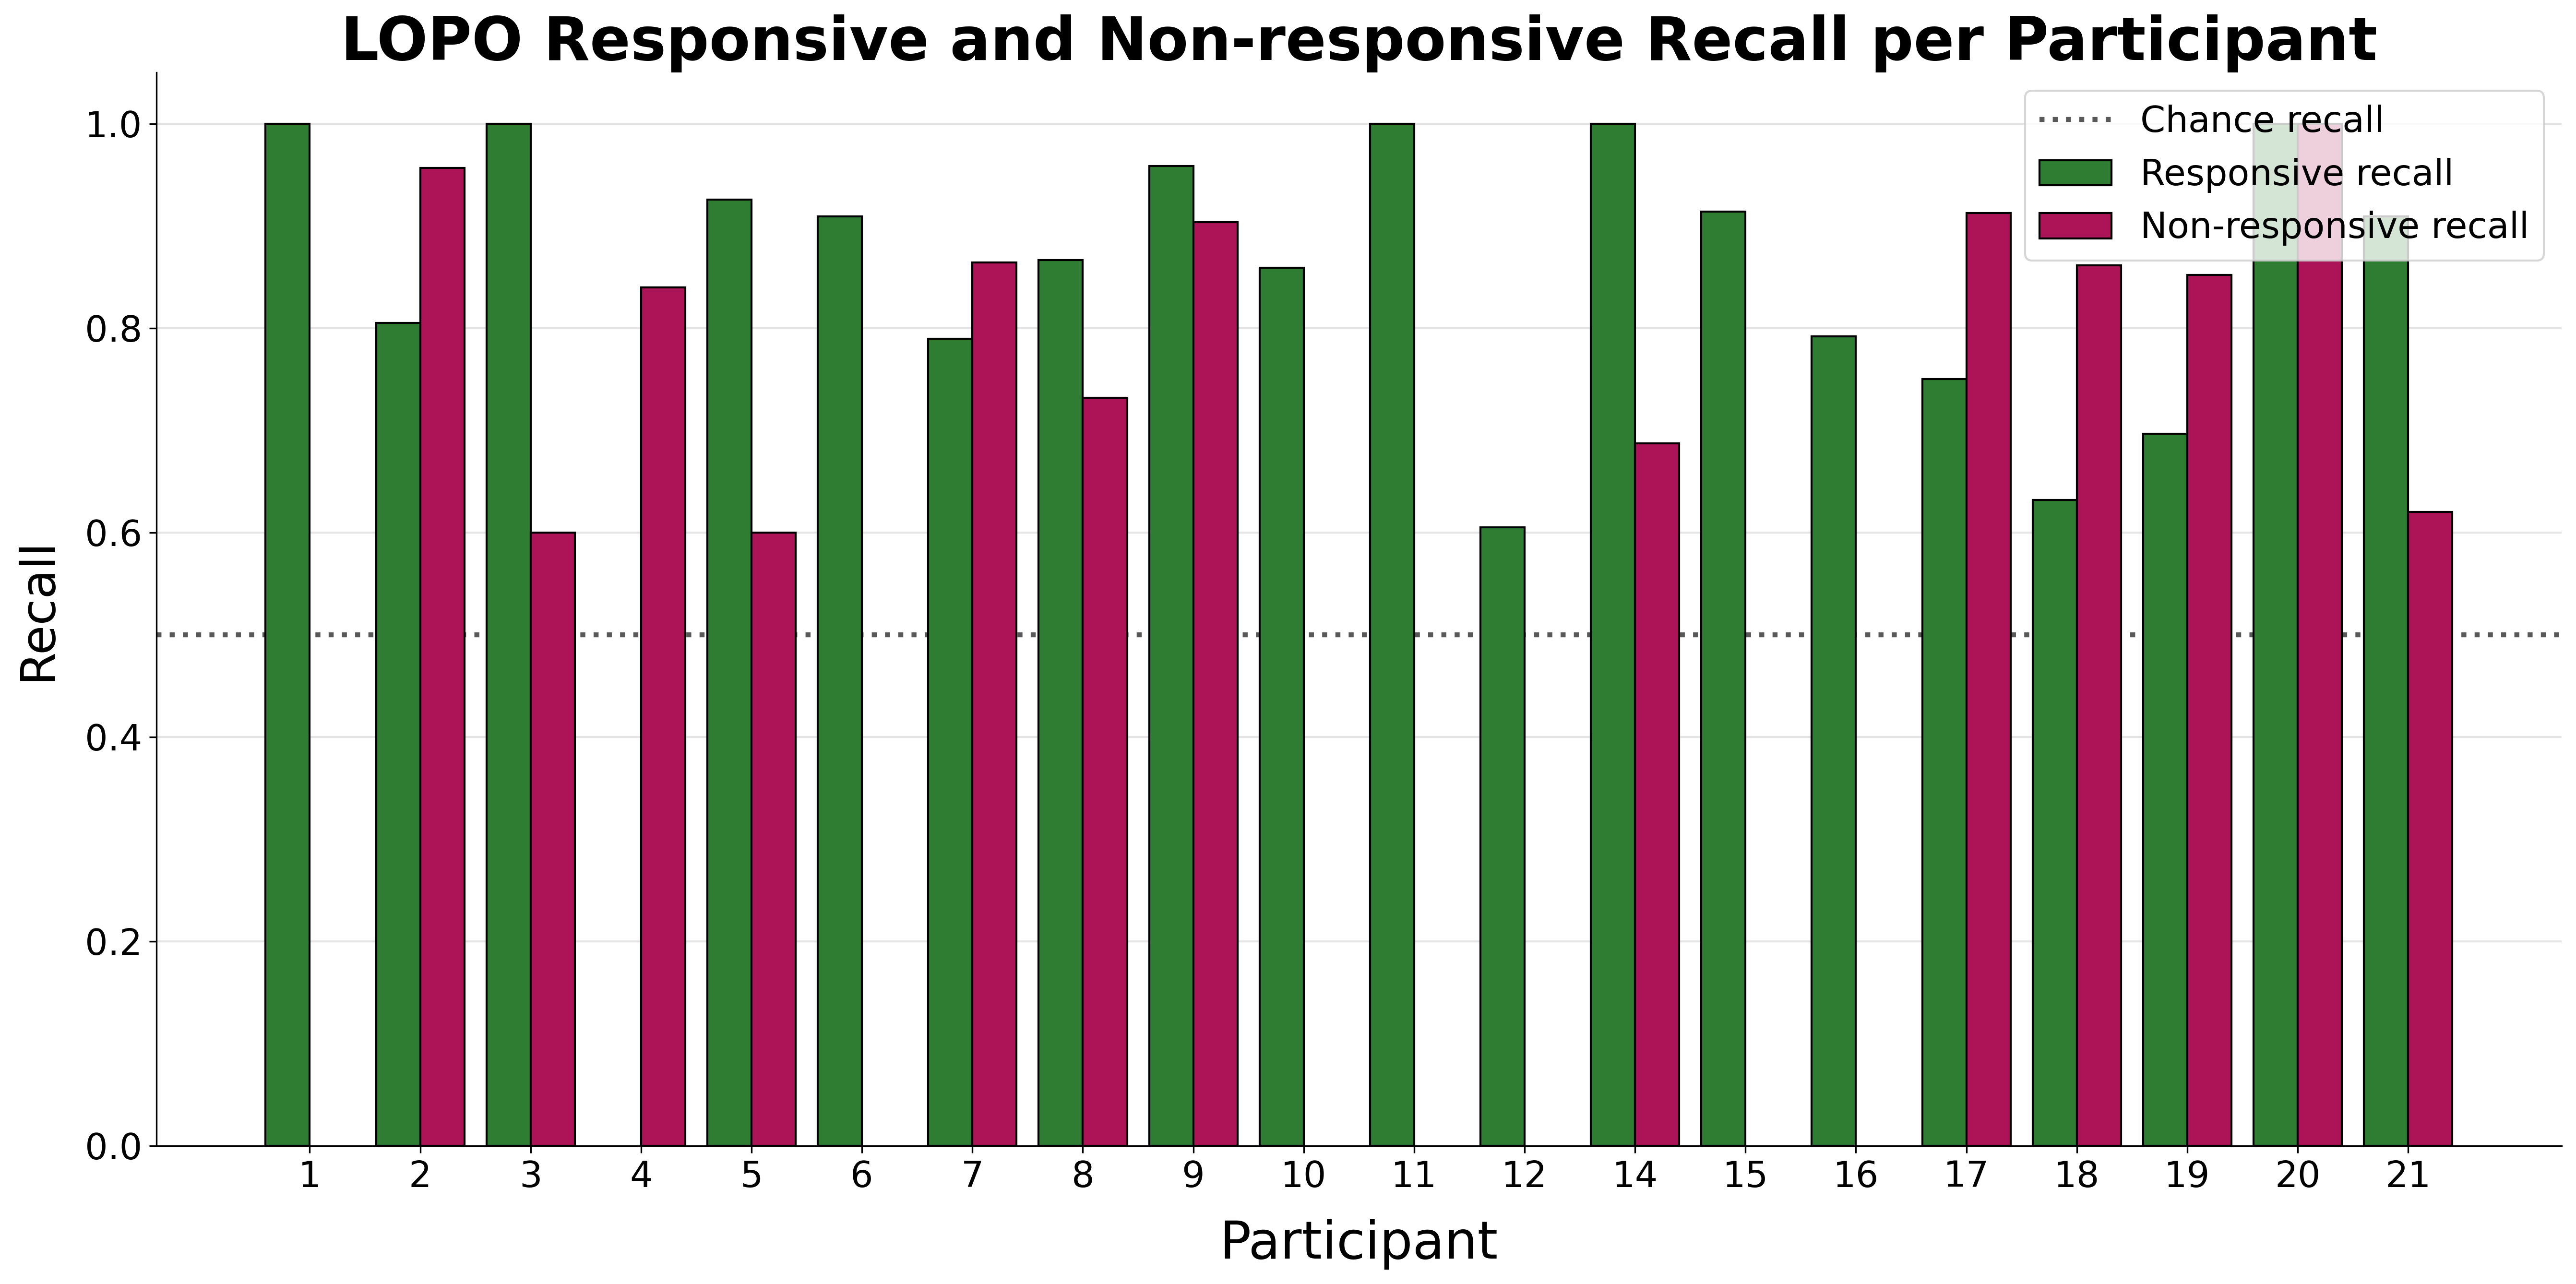 LOPO Responsive and Non-responsive Recall per Participant
Chance recall
Responsive recall
Non-responsive recall
1.0
0.8
0.6
0.4
0.2
0.0
Recall
1 2 3 4 5 6 7 8 9 10 11 12 14 15 16 17 18 19 20 21
Participant